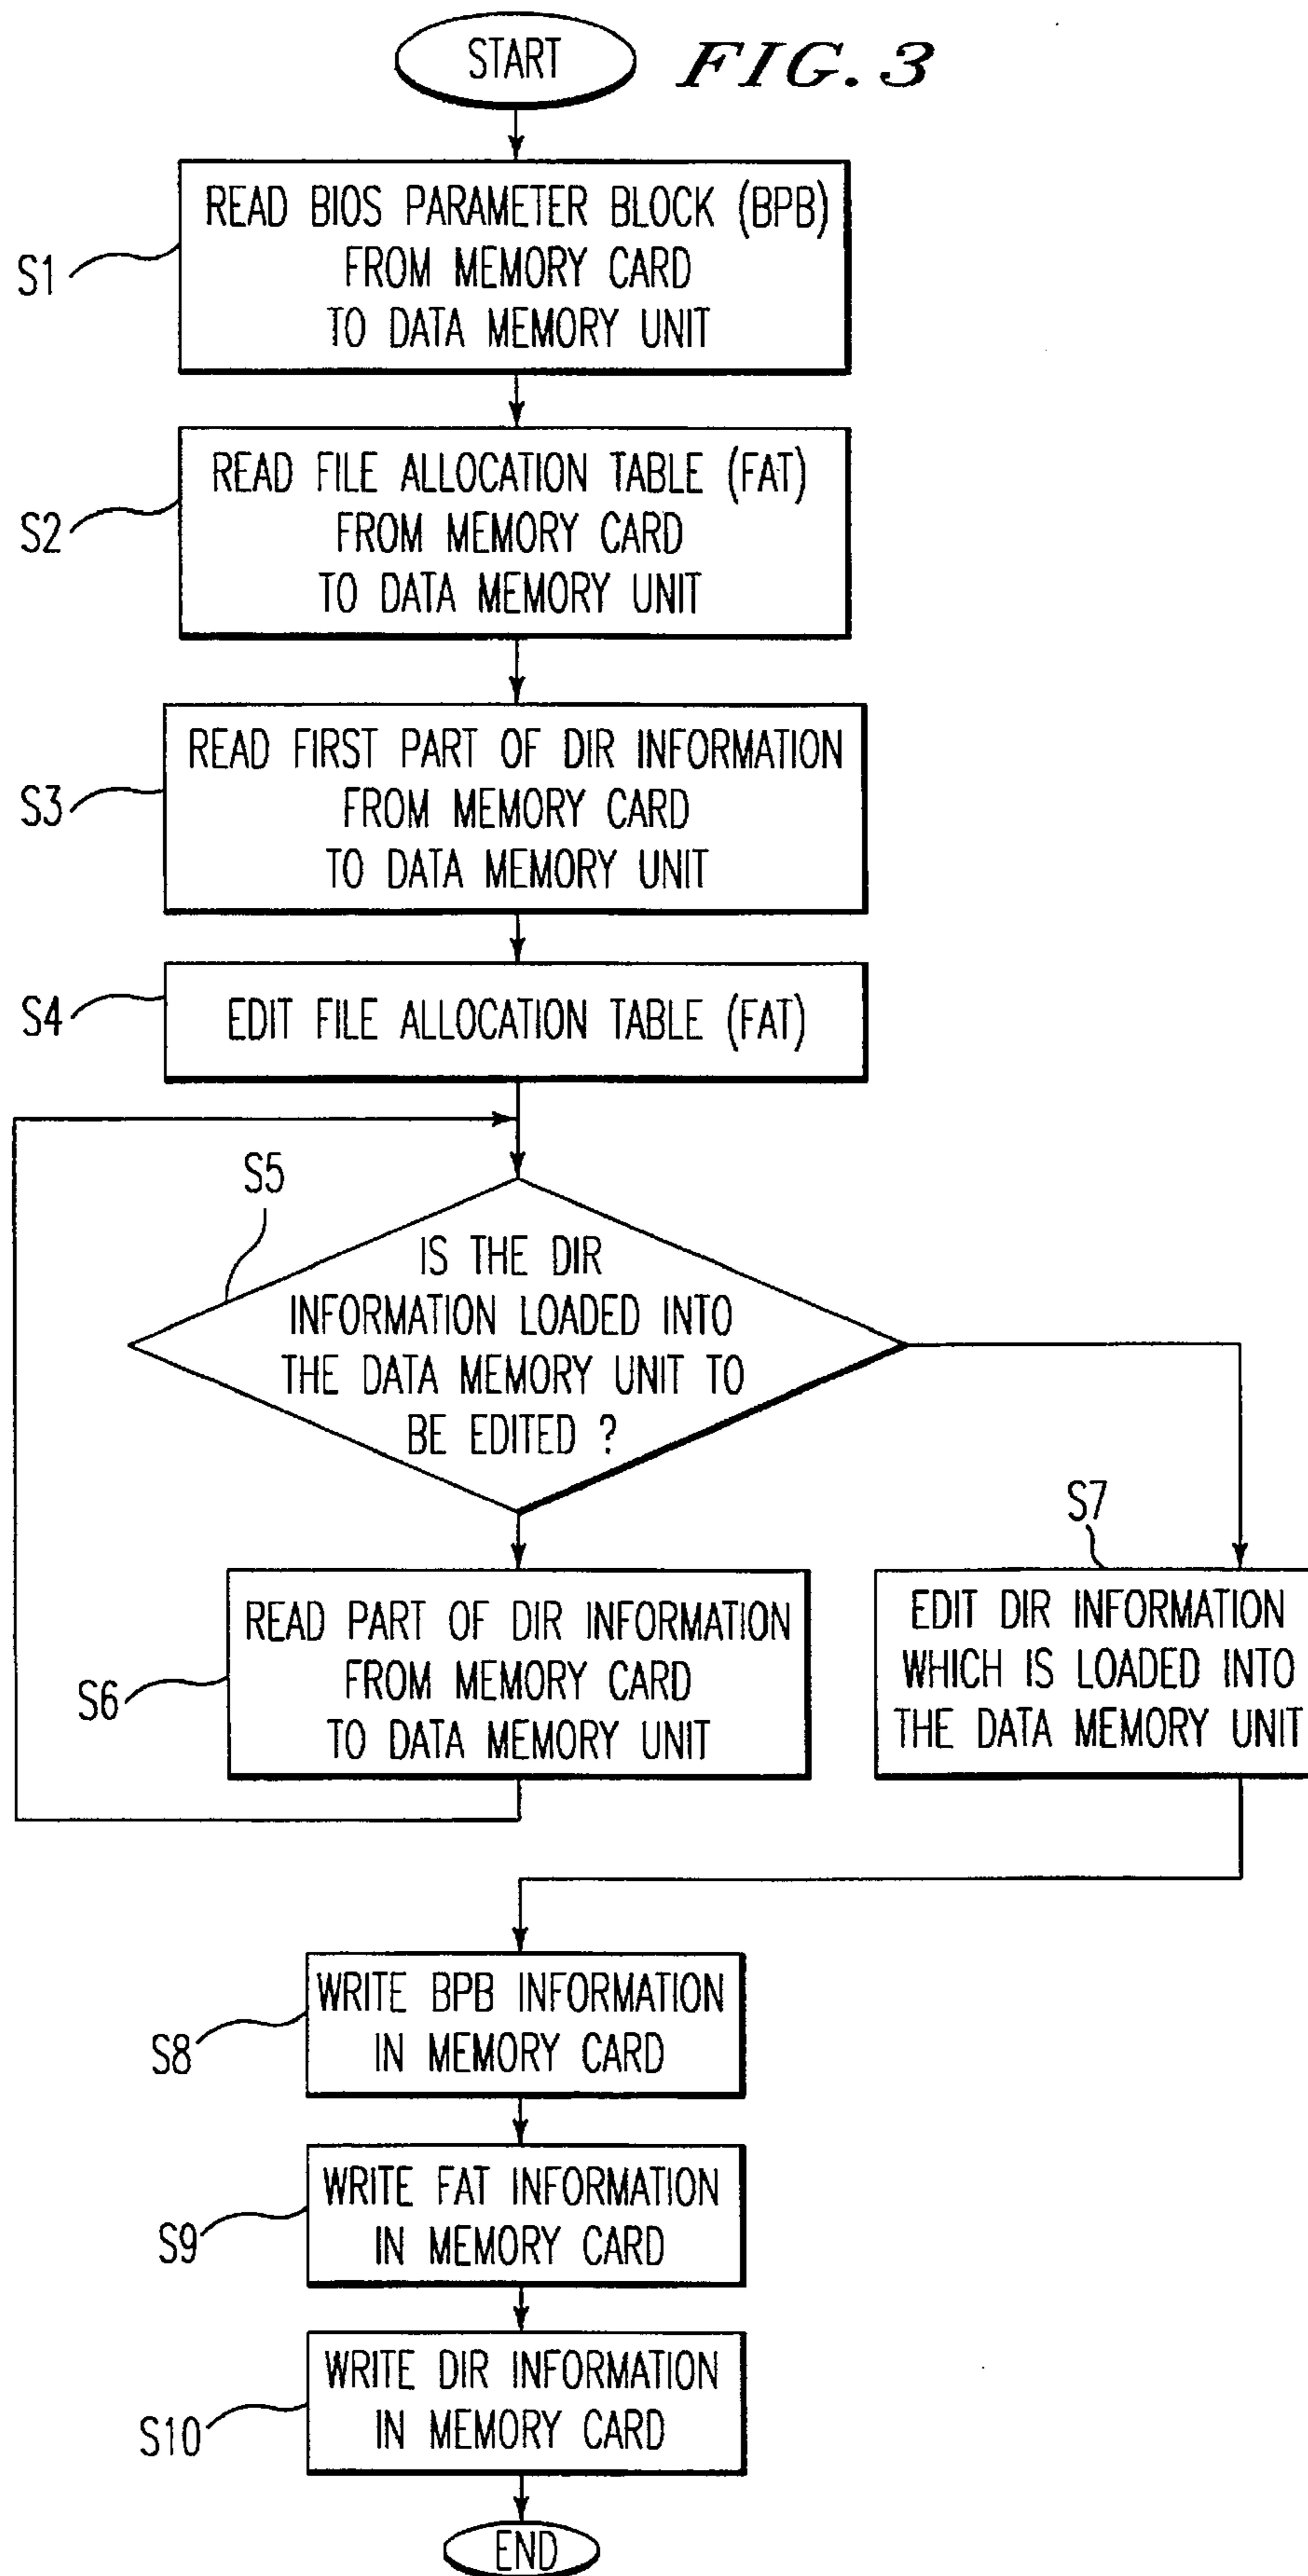 START
FIG. 3
READ BIOS PARAMETER BLOCK (BPB)
FROM MEMORY CARD
TO DATA MEMORY UNIT
S1
READ FILE ALLOCATION TABLE (FAT)
FROM MEMORY CARD
TO DATA MEMORY UNIT
S2
READ FIRST PART OF DIR INFORMATION
FROM MEMORY CARD
TO DATA MEMORY UNIT
S3
EDIT FILE ALLOCATION TABLE (FAT)
S4
S5
IS THE DIR
INFORMATION LOADED INTO
THE DATA MEMORY UNIT TO
BE EDITED ?
READ PART OF DIR INFORMATION
FROM MEMORY CARD
TO DATA MEMORY UNIT
S6
S7
EDIT DIR INFORMATION
WHICH IS LOADED INTO
THE DATA MEMORY UNIT
WRITE BPB INFORMATION
IN MEMORY CARD
S8
WRITE FAT INFORMATION
IN MEMORY CARD
S9
WRITE DIR INFORMATION
IN MEMORY CARD
S10
END